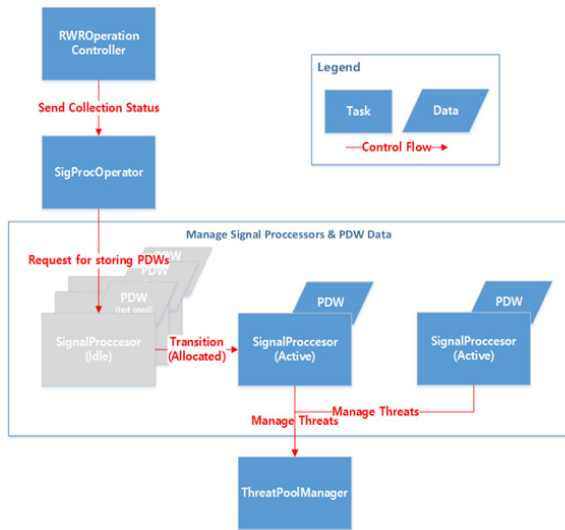 RWROperation
Controller
Legend
Task
Data
Control Flow
Send Collection Status
SigProcOperator
Manage Signal Proccessors & PDW Data
Request for storing PDWs
PDW
PDW
PDW
(not used)
SignalProccesor
(Idle)
Transition
(Allocated)
PDW
SignalProccesor
(Active)
PDW
SignalProccesor
(Active)
Manage Threats
Manage Threats
ThreatPoolManager